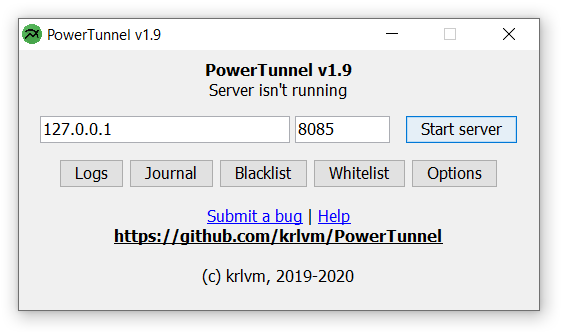 PowerTunnel v1.9
PowerTunnel v1.9
Server isn't running
127.0.0.1 8085 Start server
Logs Journal Blacklist Whitelist Options
Submit a bug | Help
https://github.com/krlvm/PowerTunnel
(c) krlvm, 2019-2020